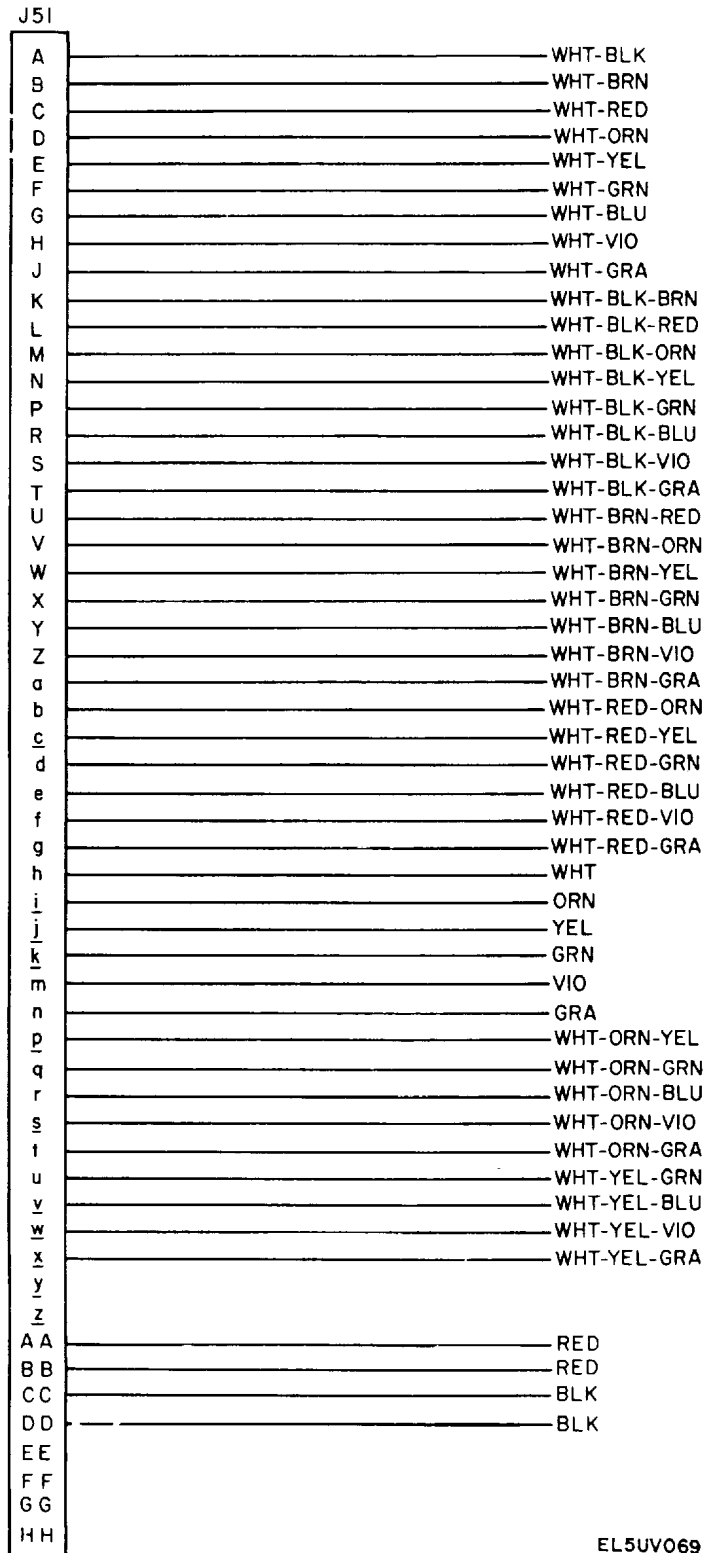 J51
A WHT-BLK
B WHT-BRN
C WHT-RED
D WHT-ORN
E WHT-YEL
F WHT-GRN
G WHT-BLU
H WHT-VIO
J WHT-GRA
K WHT-BLK-BRN
L WHT-BLK-RED
M WHT-BLK-ORN
N WHT-BLK-YEL
P WHT-BLK-GRN
R WHT-BLK-BLU
S WHT-BLK-VIO
T WHT-BLK-GRA
U WHT-BRN-RED
V WHT-BRN-ORN
W WHT-BRN-YEL
X WHT-BRN-GRN
Y WHT-BRN-BLU
Z WHT-BRN-VIO
a WHT-BRN-GRA
b WHT-RED-ORN
c WHT-RED-YEL
d WHT-RED-GRN
e WHT-RED-BLU
f WHT-RED-VIO
g WHT-RED-GRA
h WHT
i ORN
j YEL
k GRN
m VIO
n GRA
p WHT-ORN-YEL
q WHT-ORN-GRN
r WHT-ORN-BLU
s WHT-ORN-VIO
t WHT-ORN-GRA
u WHT-YEL-GRN
v WHT-YEL-BLU
w WHT-YEL-VIO
x WHT-YEL-GRA
y
z
AA RED
BB RED
CC BLK
DD BLK
EE
FF
GG
HH
EL5UV069